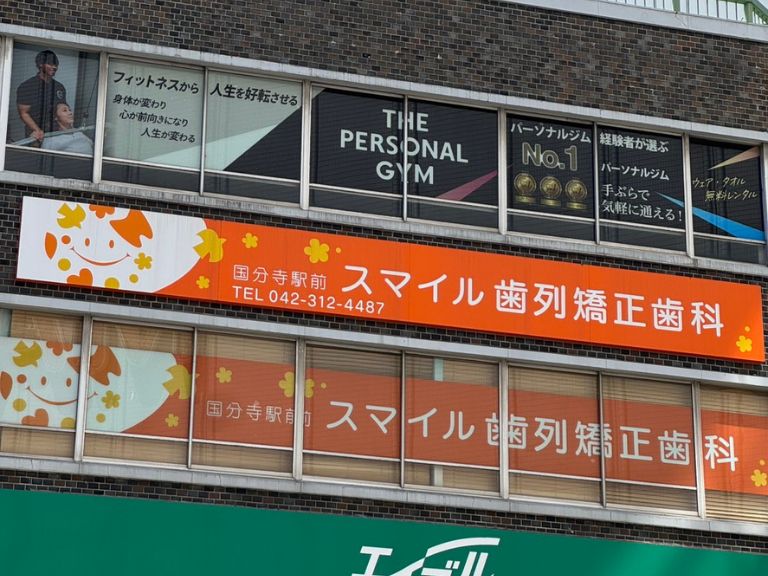 フィットネスから
身体が変わり
心が前向きになり
人生が変わる
人生を好転させる
THE
PERSONAL
GYM
パーソナルジム
No.1
経験者が選ぶ
パーソナルジム
手ぶらで
気軽に通える!
ウェア・タオル
無料レンタル
国分寺駅前 スマイル歯列矯正歯科
TEL 042-312-4487
国分寺駅前 スマイル歯列矯正歯科
エイブル